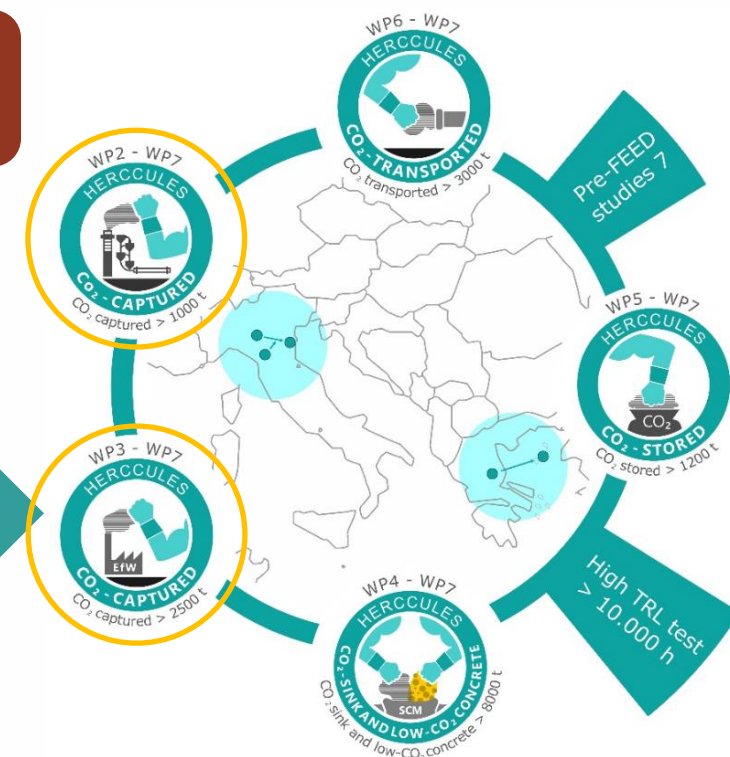 WP6 - WP7
HERCCULES
CO₂-TRANSPORTED
CO₂ transported > 3000 t
Pre-FEED
studies 7
WP2 - WP7
HERCCULES
CO₂-CAPTURED
CO₂ captured > 1000 t
WP5 - WP7
HERCCULES
CO₂
CO₂-STORED
CO₂ stored > 1200 t
WP3 - WP7
HERCCULES
EfW
CO₂-CAPTURED
CO₂ captured > 2500 t
WP4 - WP7
HERCCULES
SCM
CO₂-SINK AND LOW-CO₂ CONCRETE
CO₂ sink and low-CO₂ concrete > 8000 t
High TRL test
> 10.000 h